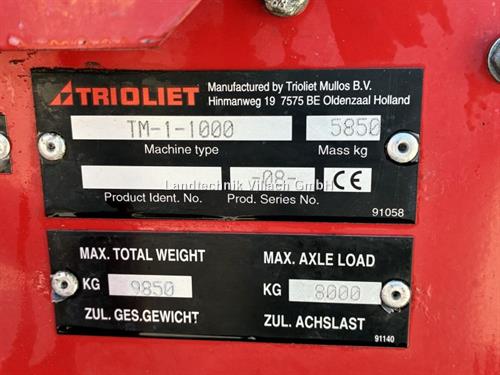 TRIOLIET
Manufactured by Trioliet Mullos B.V.
Hinmanweg 19 7575 BE Oldenzaal Holland
TM-1-1000 5850
Machine type Mass kg
-08- CE
Landtechnik Villach GmbH
Product Ident. No. Prod. Series No.
91058
MAX. TOTAL WEIGHT MAX. AXLE LOAD
KG 9850 KG 8000
ZUL. GES.GEWICHT ZUL. ACHSLAST
91140